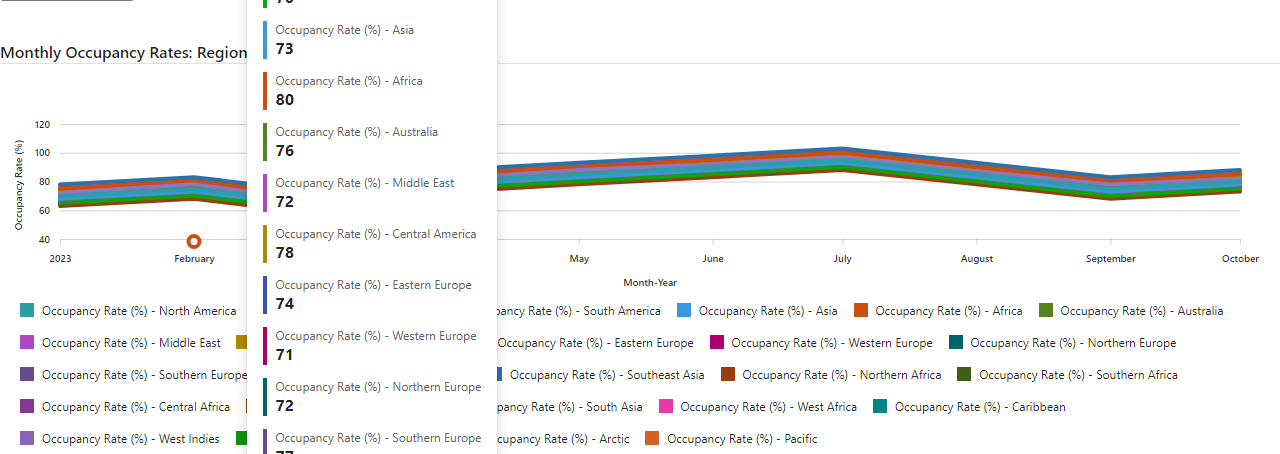 Occupancy Rate (%) - Asia
73
Monthly Occupancy Rates: Region
Occupancy Rate (%) - Africa
80
Occupancy Rate (%) - Australia
76
Occupancy Rate (%) - Middle East
72
Occupancy Rate (%) - Central America
78
Occupancy Rate (%) - Eastern Europe
74
Occupancy Rate (%) - Western Europe
71
Occupancy Rate (%) - Northern Europe
72
Occupancy Rate (%) - Southern Europe
Occupancy Rate (%)
120
100
80
60
40
2023 February May June July August September October
Month-Year
Occupancy Rate (%) - North America pancy Rate (%) - South America Occupancy Rate (%) - Asia Occupancy Rate (%) - Africa Occupancy Rate (%) - Australia
Occupancy Rate (%) - Middle East Occupancy Rate (%) - Eastern Europe Occupancy Rate (%) - Western Europe Occupancy Rate (%) - Northern Europe
Occupancy Rate (%) - Southern Europe Occupancy Rate (%) - Southeast Asia Occupancy Rate (%) - Northern Africa Occupancy Rate (%) - Southern Africa
Occupancy Rate (%) - Central Africa pancy Rate (%) - South Asia Occupancy Rate (%) - West Africa Occupancy Rate (%) - Caribbean
Occupancy Rate (%) - West Indies cupancy Rate (%) - Arctic Occupancy Rate (%) - Pacific